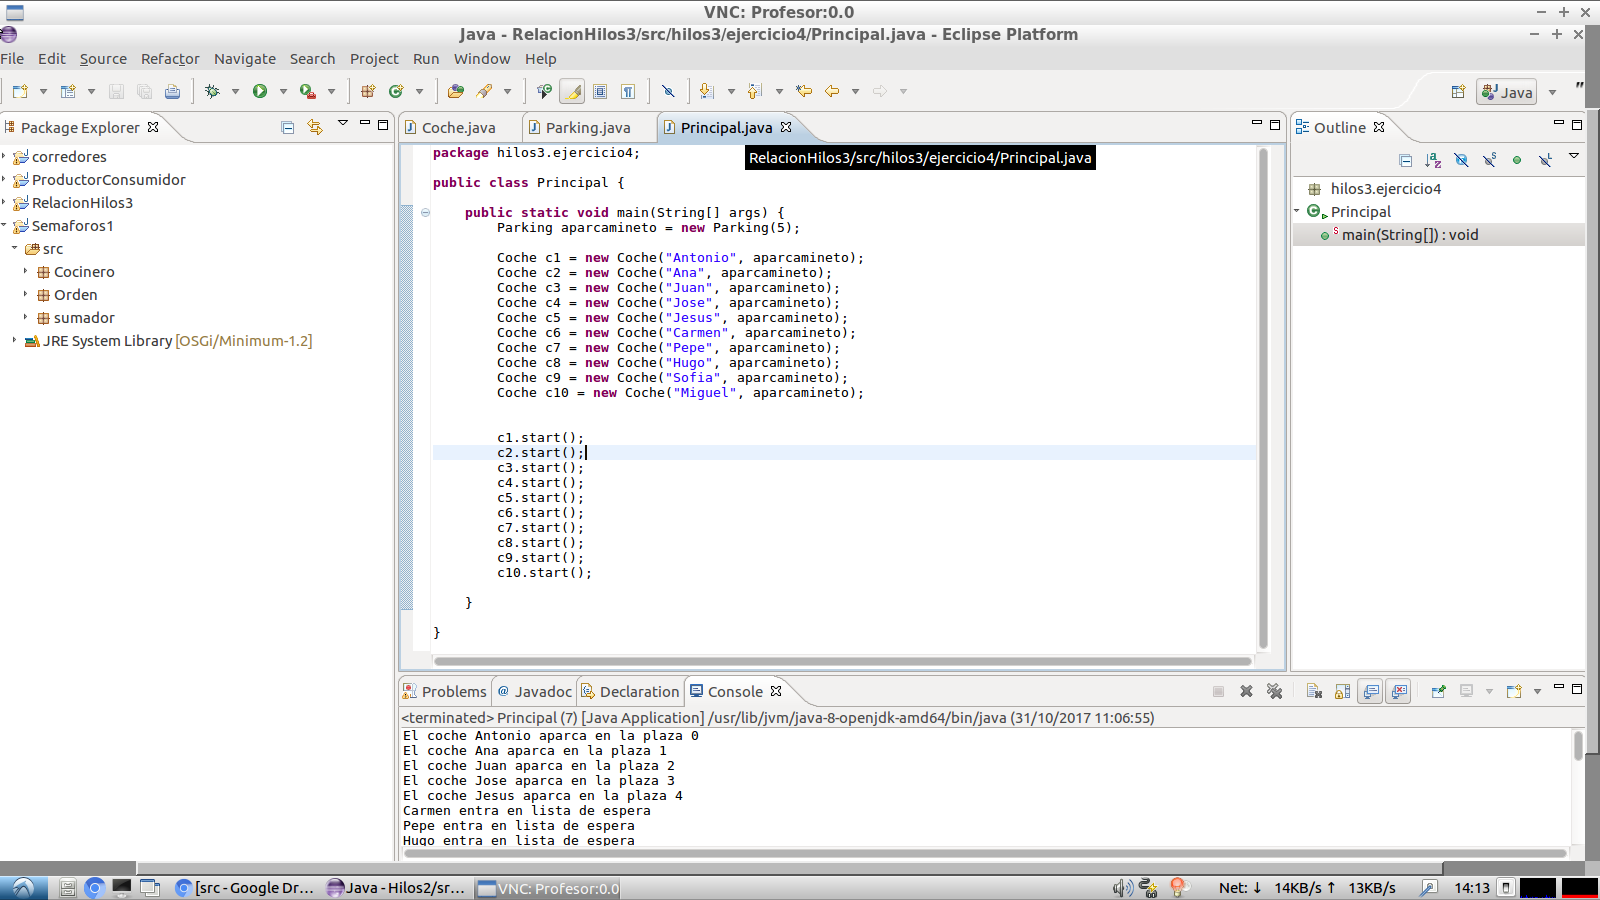 VNC: Profesor:0.0
Java - RelacionHilos3/src/hilos3/ejercicio4/Principal.java - Eclipse Platform
File Edit Source Refactor Navigate Search Project Run Window Help
Java
Package Explorer
corredores
ProductorConsumidor
RelacionHilos3
Semaforos1
src
Cocinero
Orden
sumador
JRE System Library [OSGi/Minimum-1.2]
Coche.java Parking.java Principal.java
RelacionHilos3/src/hilos3/ejercicio4/Principal.java
package hilos3.ejercicio4;
public class Principal {
public static void main(String[] args) {
Parking aparcamineto = new Parking(5);
Coche c1 = new Coche("Antonio", aparcamineto);
Coche c2 = new Coche("Ana", aparcamineto);
Coche c3 = new Coche("Juan", aparcamineto);
Coche c4 = new Coche("Jose", aparcamineto);
Coche c5 = new Coche("Jesus", aparcamineto);
Coche c6 = new Coche("Carmen", aparcamineto);
Coche c7 = new Coche("Pepe", aparcamineto);
Coche c8 = new Coche("Hugo", aparcamineto);
Coche c9 = new Coche("Sofia", aparcamineto);
Coche c10 = new Coche("Miguel", aparcamineto);
c1.start();
c2.start();
c3.start();
c4.start();
c5.start();
c6.start();
c7.start();
c8.start();
c9.start();
c10.start();
}
}
Outline
hilos3.ejercicio4
Principal
main(String[]) : void
Problems Javadoc Declaration Console
<terminated> Principal (7) [Java Application] /usr/lib/jvm/java-8-openjdk-amd64/bin/java (31/10/2017 11:06:55)
El coche Antonio aparca en la plaza 0
El coche Ana aparca en la plaza 1
El coche Juan aparca en la plaza 2
El coche Jose aparca en la plaza 3
El coche Jesus aparca en la plaza 4
Carmen entra en lista de espera
Pepe entra en lista de espera
Hugo entra en lista de espera
[src - Google Dr... Java - Hilos2/sr... VNC: Profesor:0.0 Net: ↓ 14KB/s ↑ 13KB/s 14:13